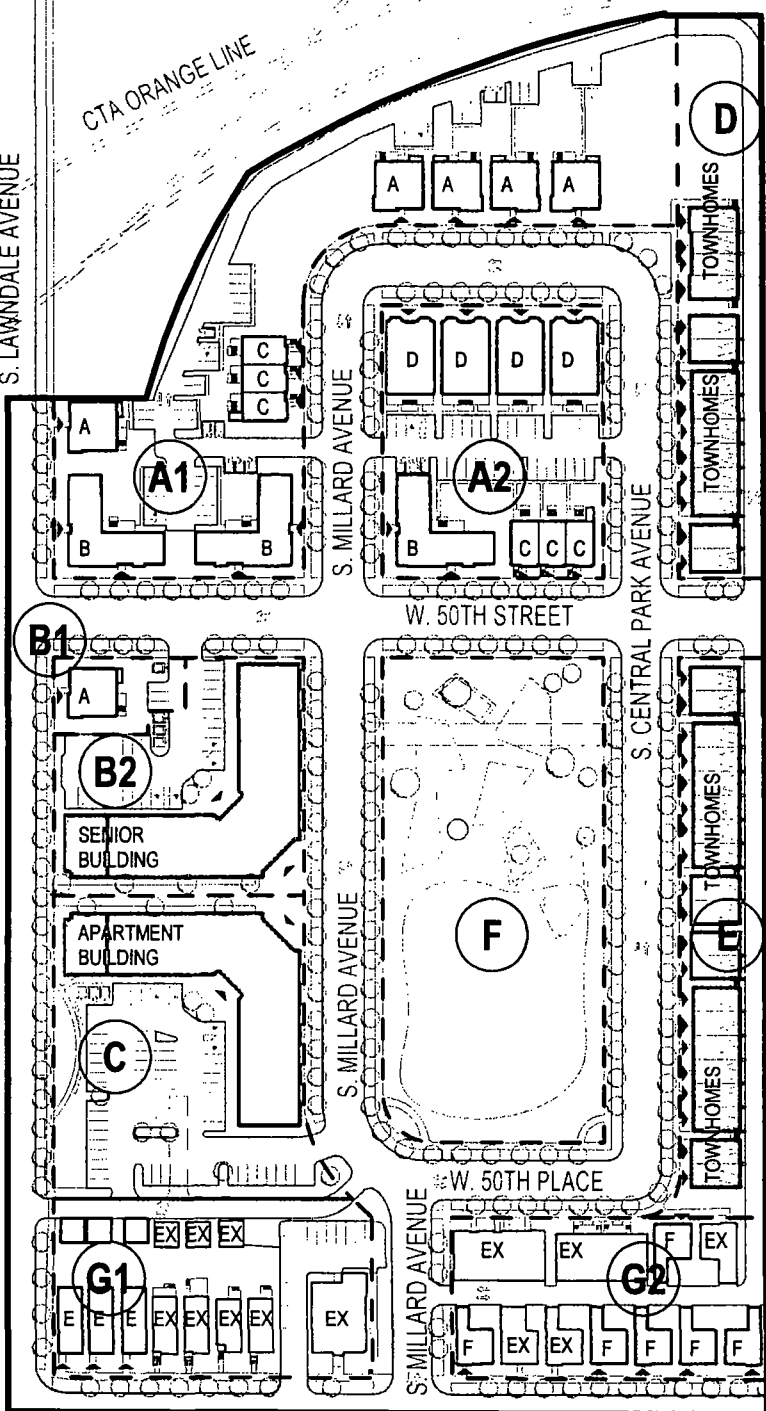 CTA ORANGE LINE
S. LAWNDALE AVENUE
D
A A A A
TOWNHOMES
S. MILLARD AVENUE
C
C
C
D D D D
A
A1
A2
TOWNHOMES
B B
B
C C C
S. CENTRAL PARK AVENUE
W. 50TH STREET
B1
A
B2
SENIOR
BUILDING
TOWNHOMES
APARTMENT
BUILDING
S. MILLARD AVENUE
F
E
C
TOWNHOMES
W. 50TH PLACE
S. MILLARD AVENUE
EX EX EX
EX EX F EX
G1
G2
E E E EX EX EX EX EX
F EX EX F F F F